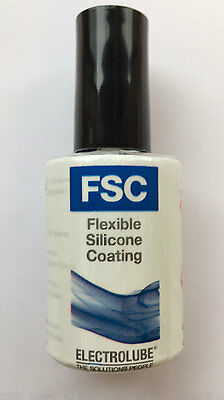 FSC
Flexible
Silicone
Coating
ELECTROLUBE®
THE SOLUTIONS PEOPLE